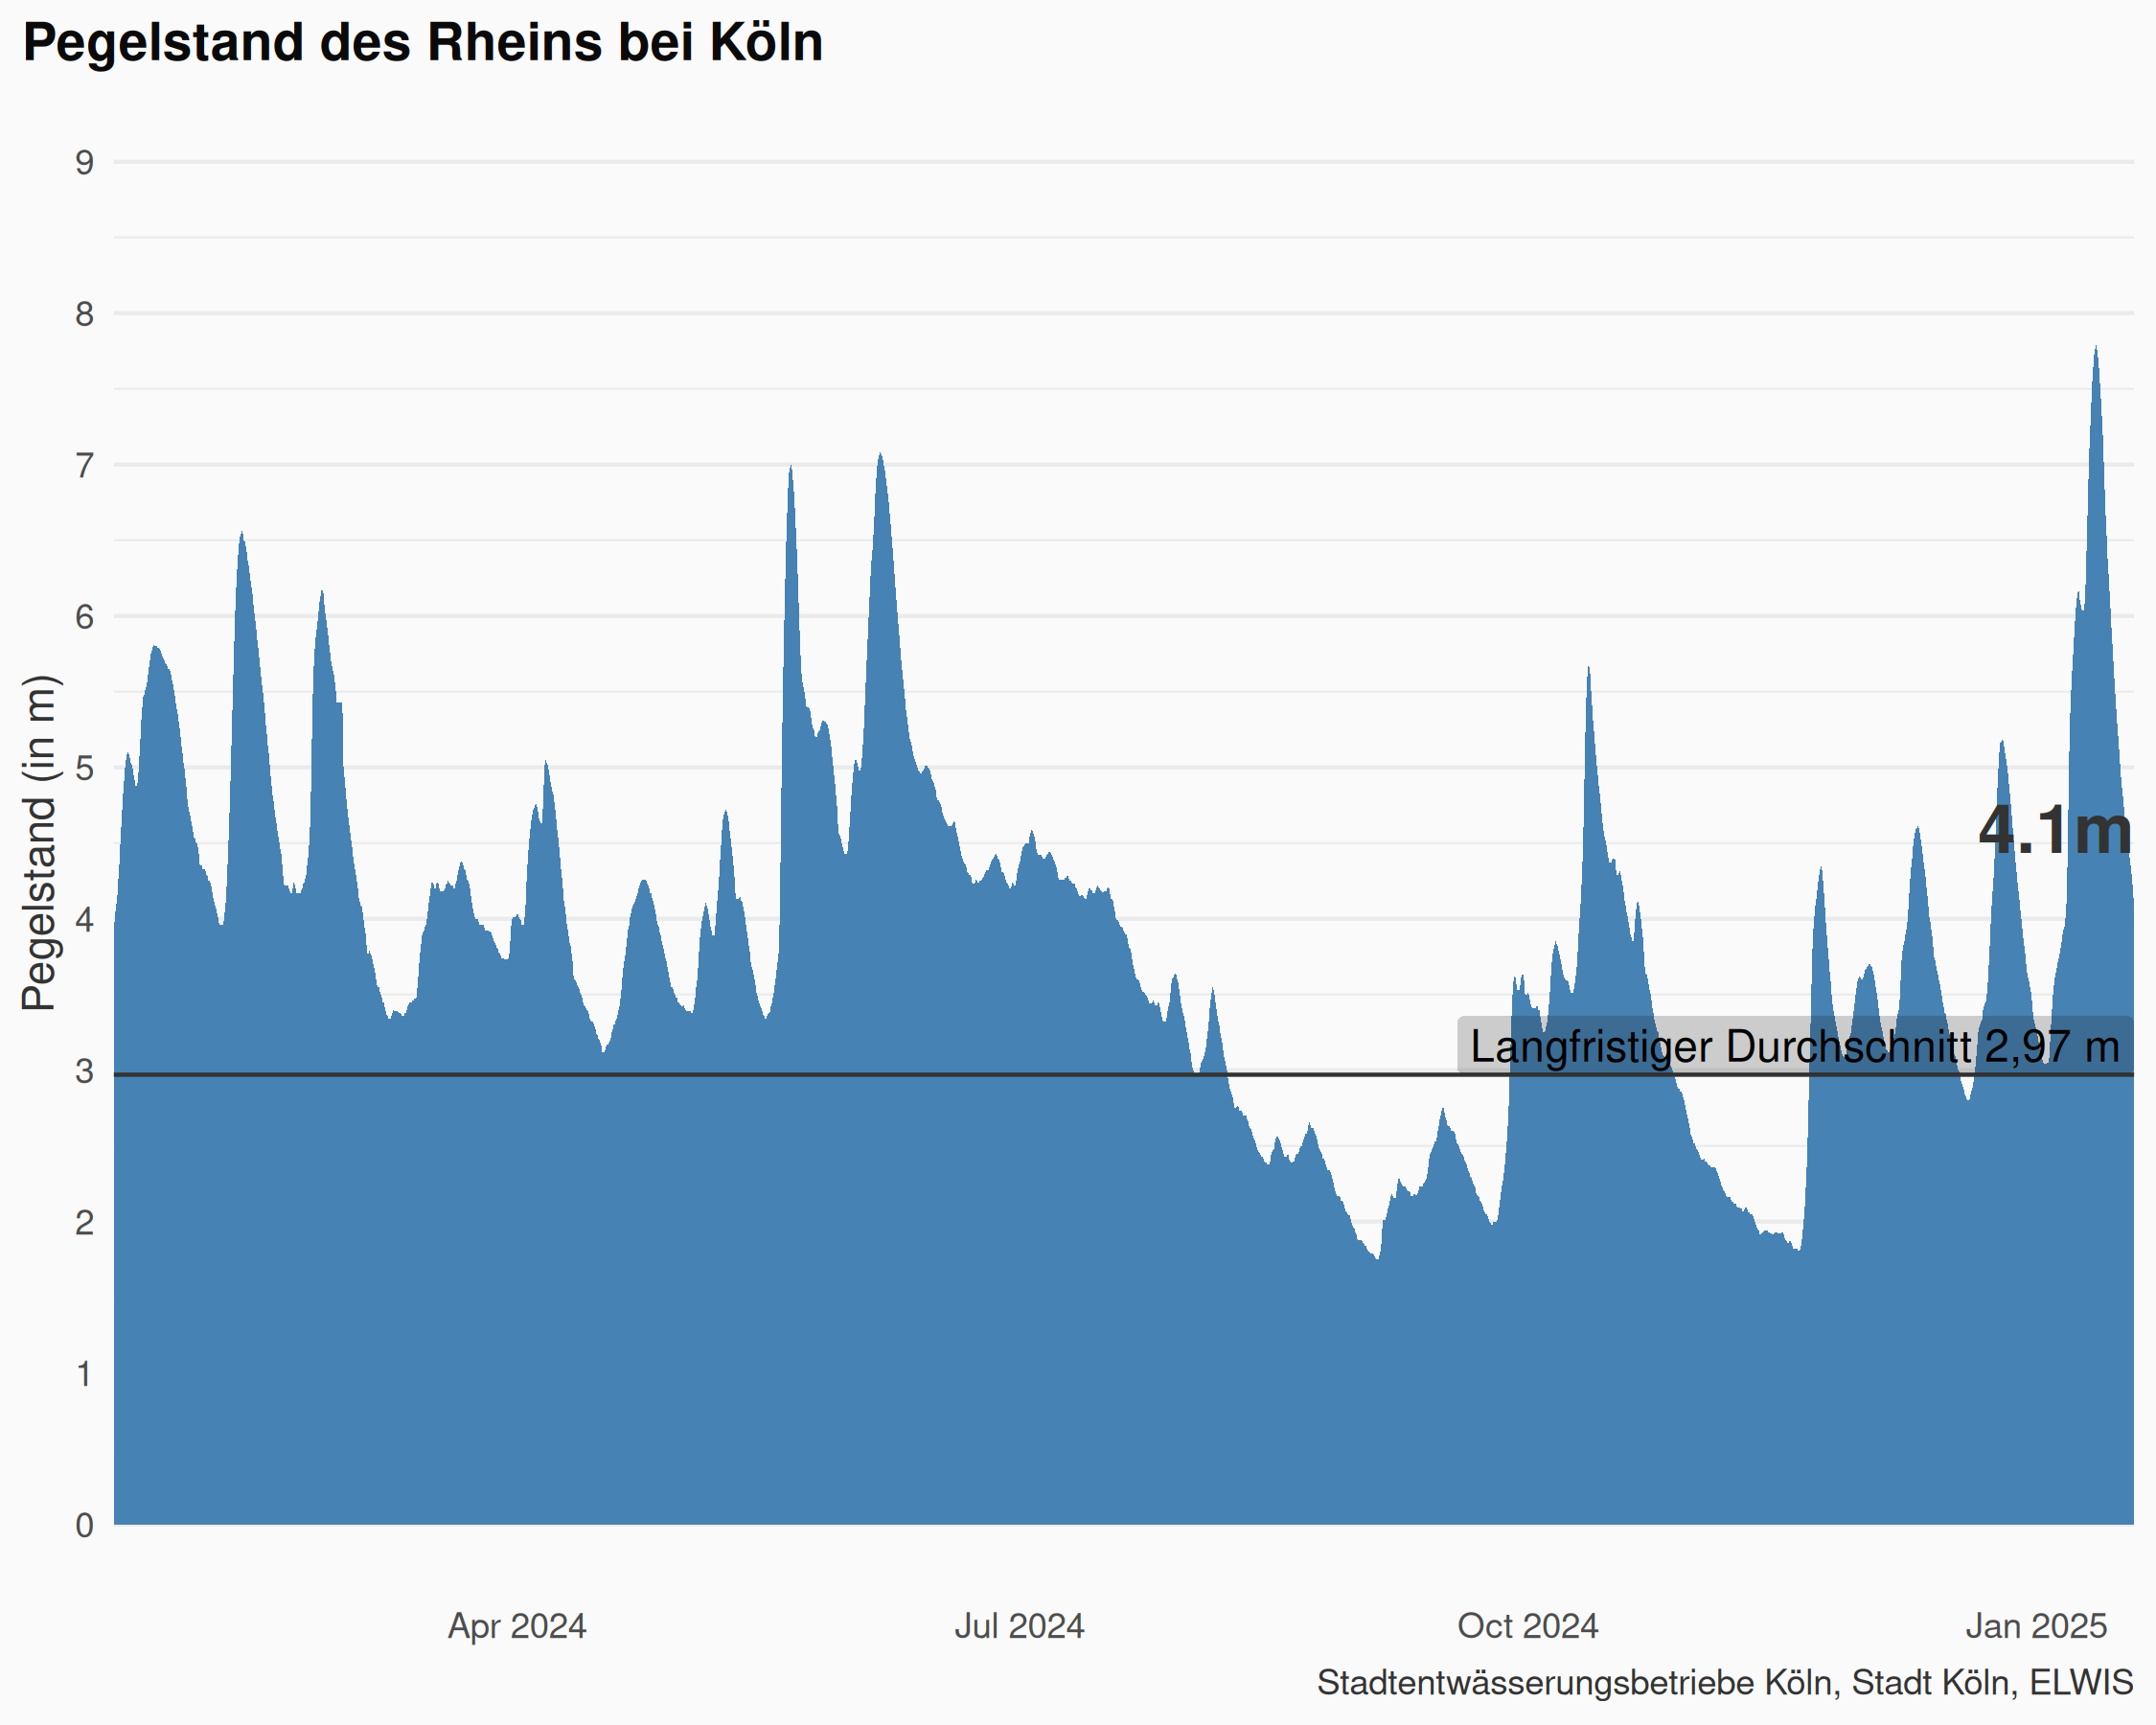 Pegelstand des Rheins bei Köln
Pegelstand (in m)
9
8
7
6
5
4
3
2
1
0
4.1m
Langfristiger Durchschnitt 2,97 m
Apr 2024
Jul 2024
Oct 2024
Jan 2025
Stadtentwässerungsbetriebe Köln, Stadt Köln, ELWIS